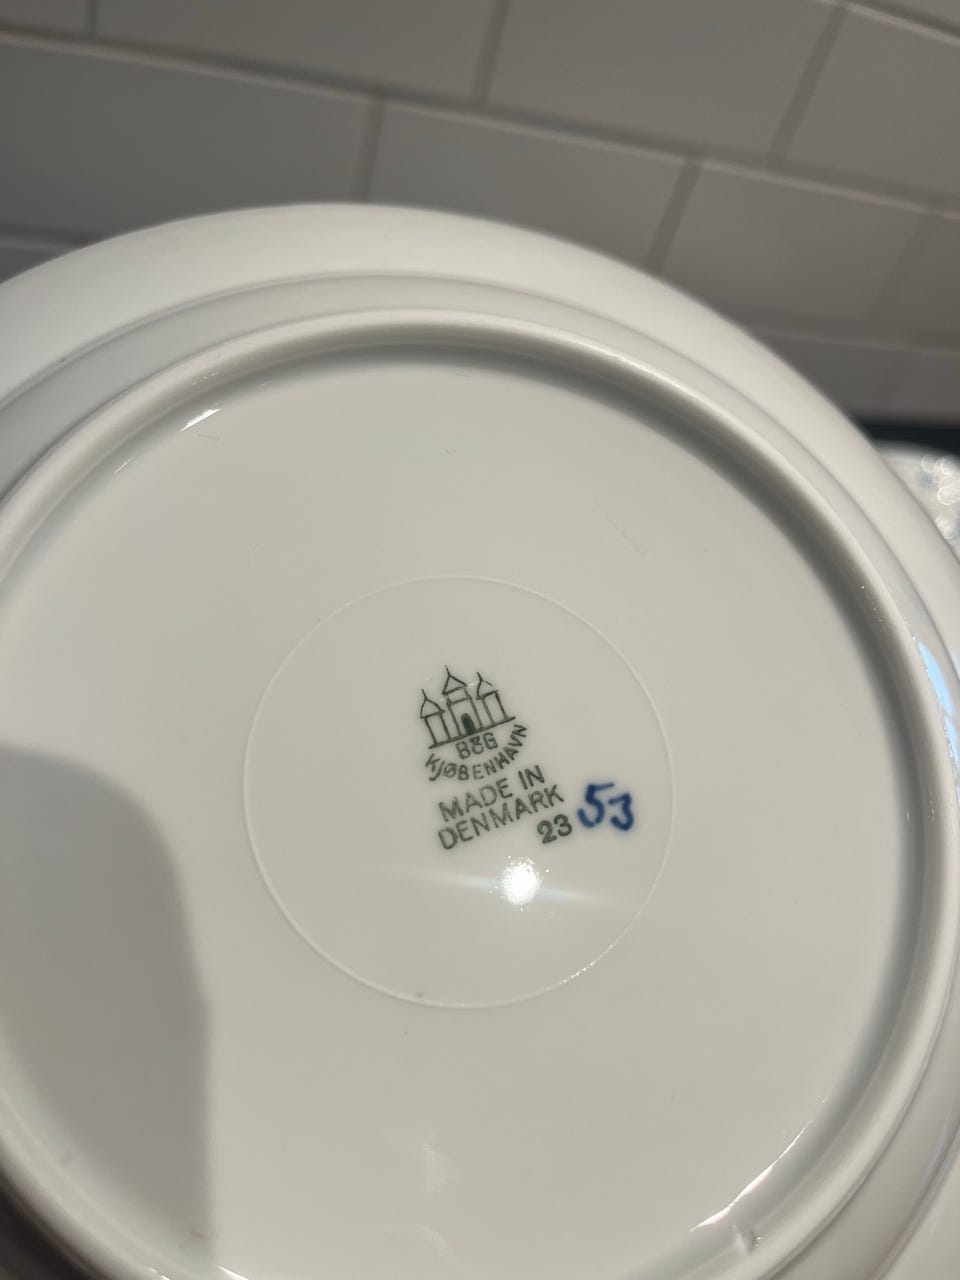 B&G
KJØBENHAVN
MADE IN
DENMARK
23 53